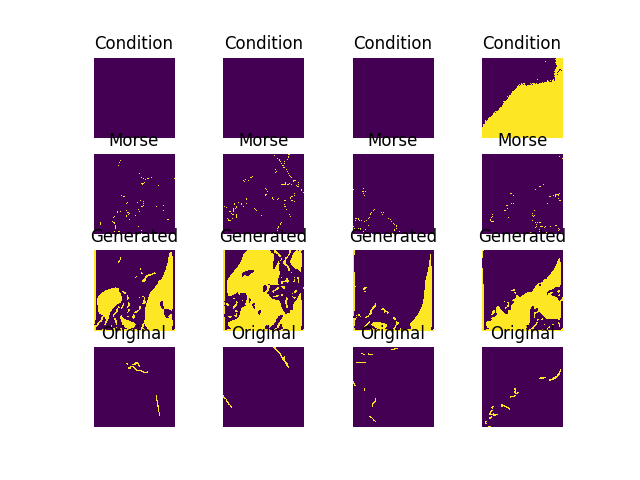 Condition Condition Condition Condition
Morse Morse Morse Morse
Generated Generated Generated Generated
Original Original Original Original